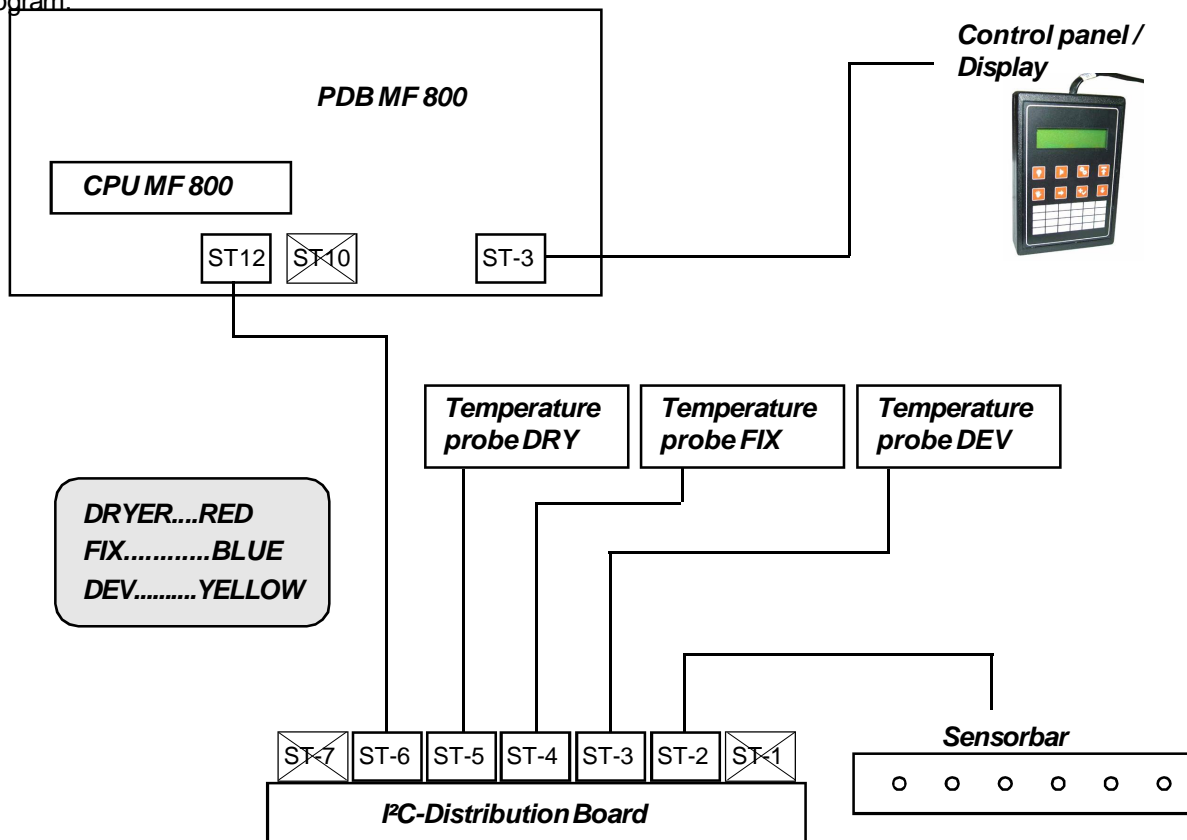 Control panel /
Display
PDB MF 800
CPU MF 800
ST12 ST10 ST-3
Temperature
probe DRY
Temperature
probe FIX
Temperature
probe DEV
DRYER....RED
FIX............BLUE
DEV..........YELLOW
Sensorbar
ST-7 ST-6 ST-5 ST-4 ST-3 ST-2 ST-1
I²C-Distribution Board